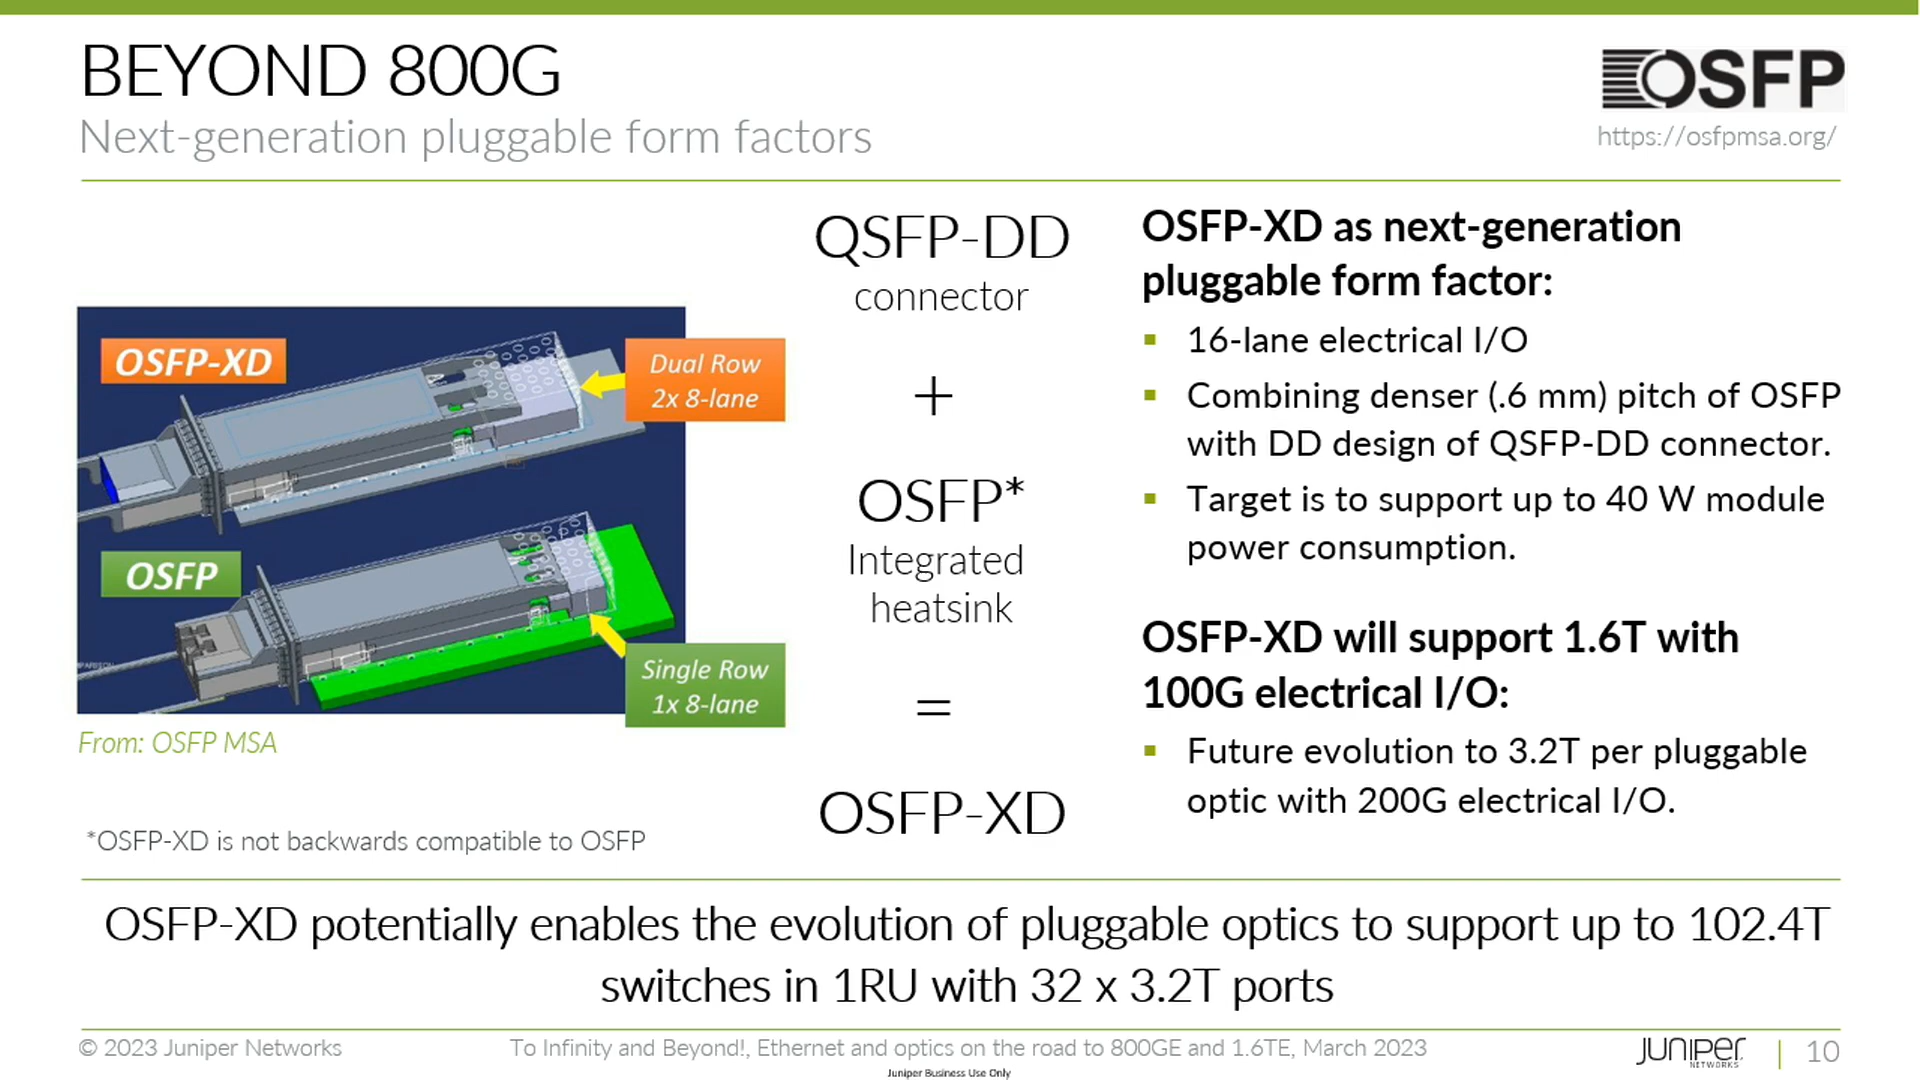 BEYOND 800G
Next-generation pluggable form factors
OSFP
https://osfpmsa.org/
OSFP-XD
Dual Row
2x 8-lane
OSFP
Single Row
1x 8-lane
From: OSFP MSA
*OSFP-XD is not backwards compatible to OSFP
QSFP-DD
connector
+
OSFP*
Integrated
heatsink
=
OSFP-XD
OSFP-XD as next-generation
pluggable form factor:
▪ 16-lane electrical I/O
▪ Combining denser (.6 mm) pitch of OSFP
with DD design of QSFP-DD connector.
▪ Target is to support up to 40 W module
power consumption.
OSFP-XD will support 1.6T with
100G electrical I/O:
▪ Future evolution to 3.2T per pluggable
optic with 200G electrical I/O.
OSFP-XD potentially enables the evolution of pluggable optics to support up to 102.4T
switches in 1RU with 32 x 3.2T ports
© 2023 Juniper Networks
To Infinity and Beyond!, Ethernet and optics on the road to 800GE and 1.6TE, March 2023
Juniper Business Use Only
JUNIPER
NETWORKS
| 10